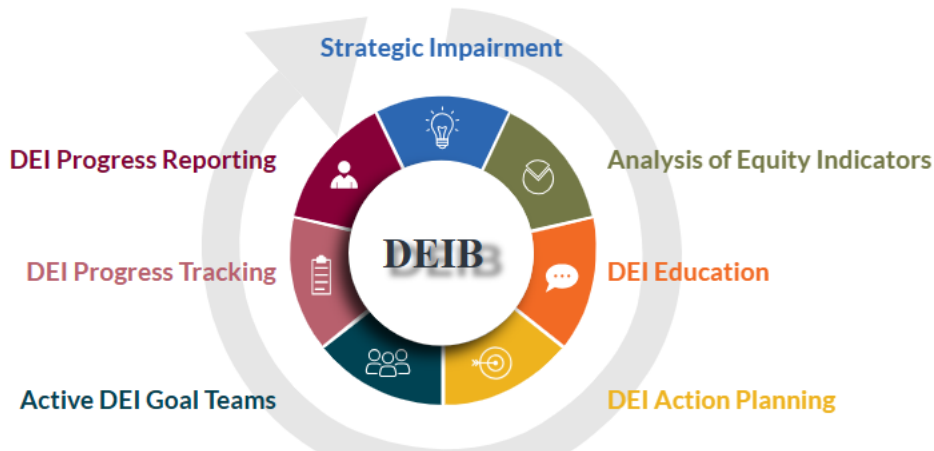 Strategic Impairment
DEI Progress Reporting
Analysis of Equity Indicators
DEIB
DEI Progress Tracking
DEI Education
Active DEI Goal Teams
DEI Action Planning